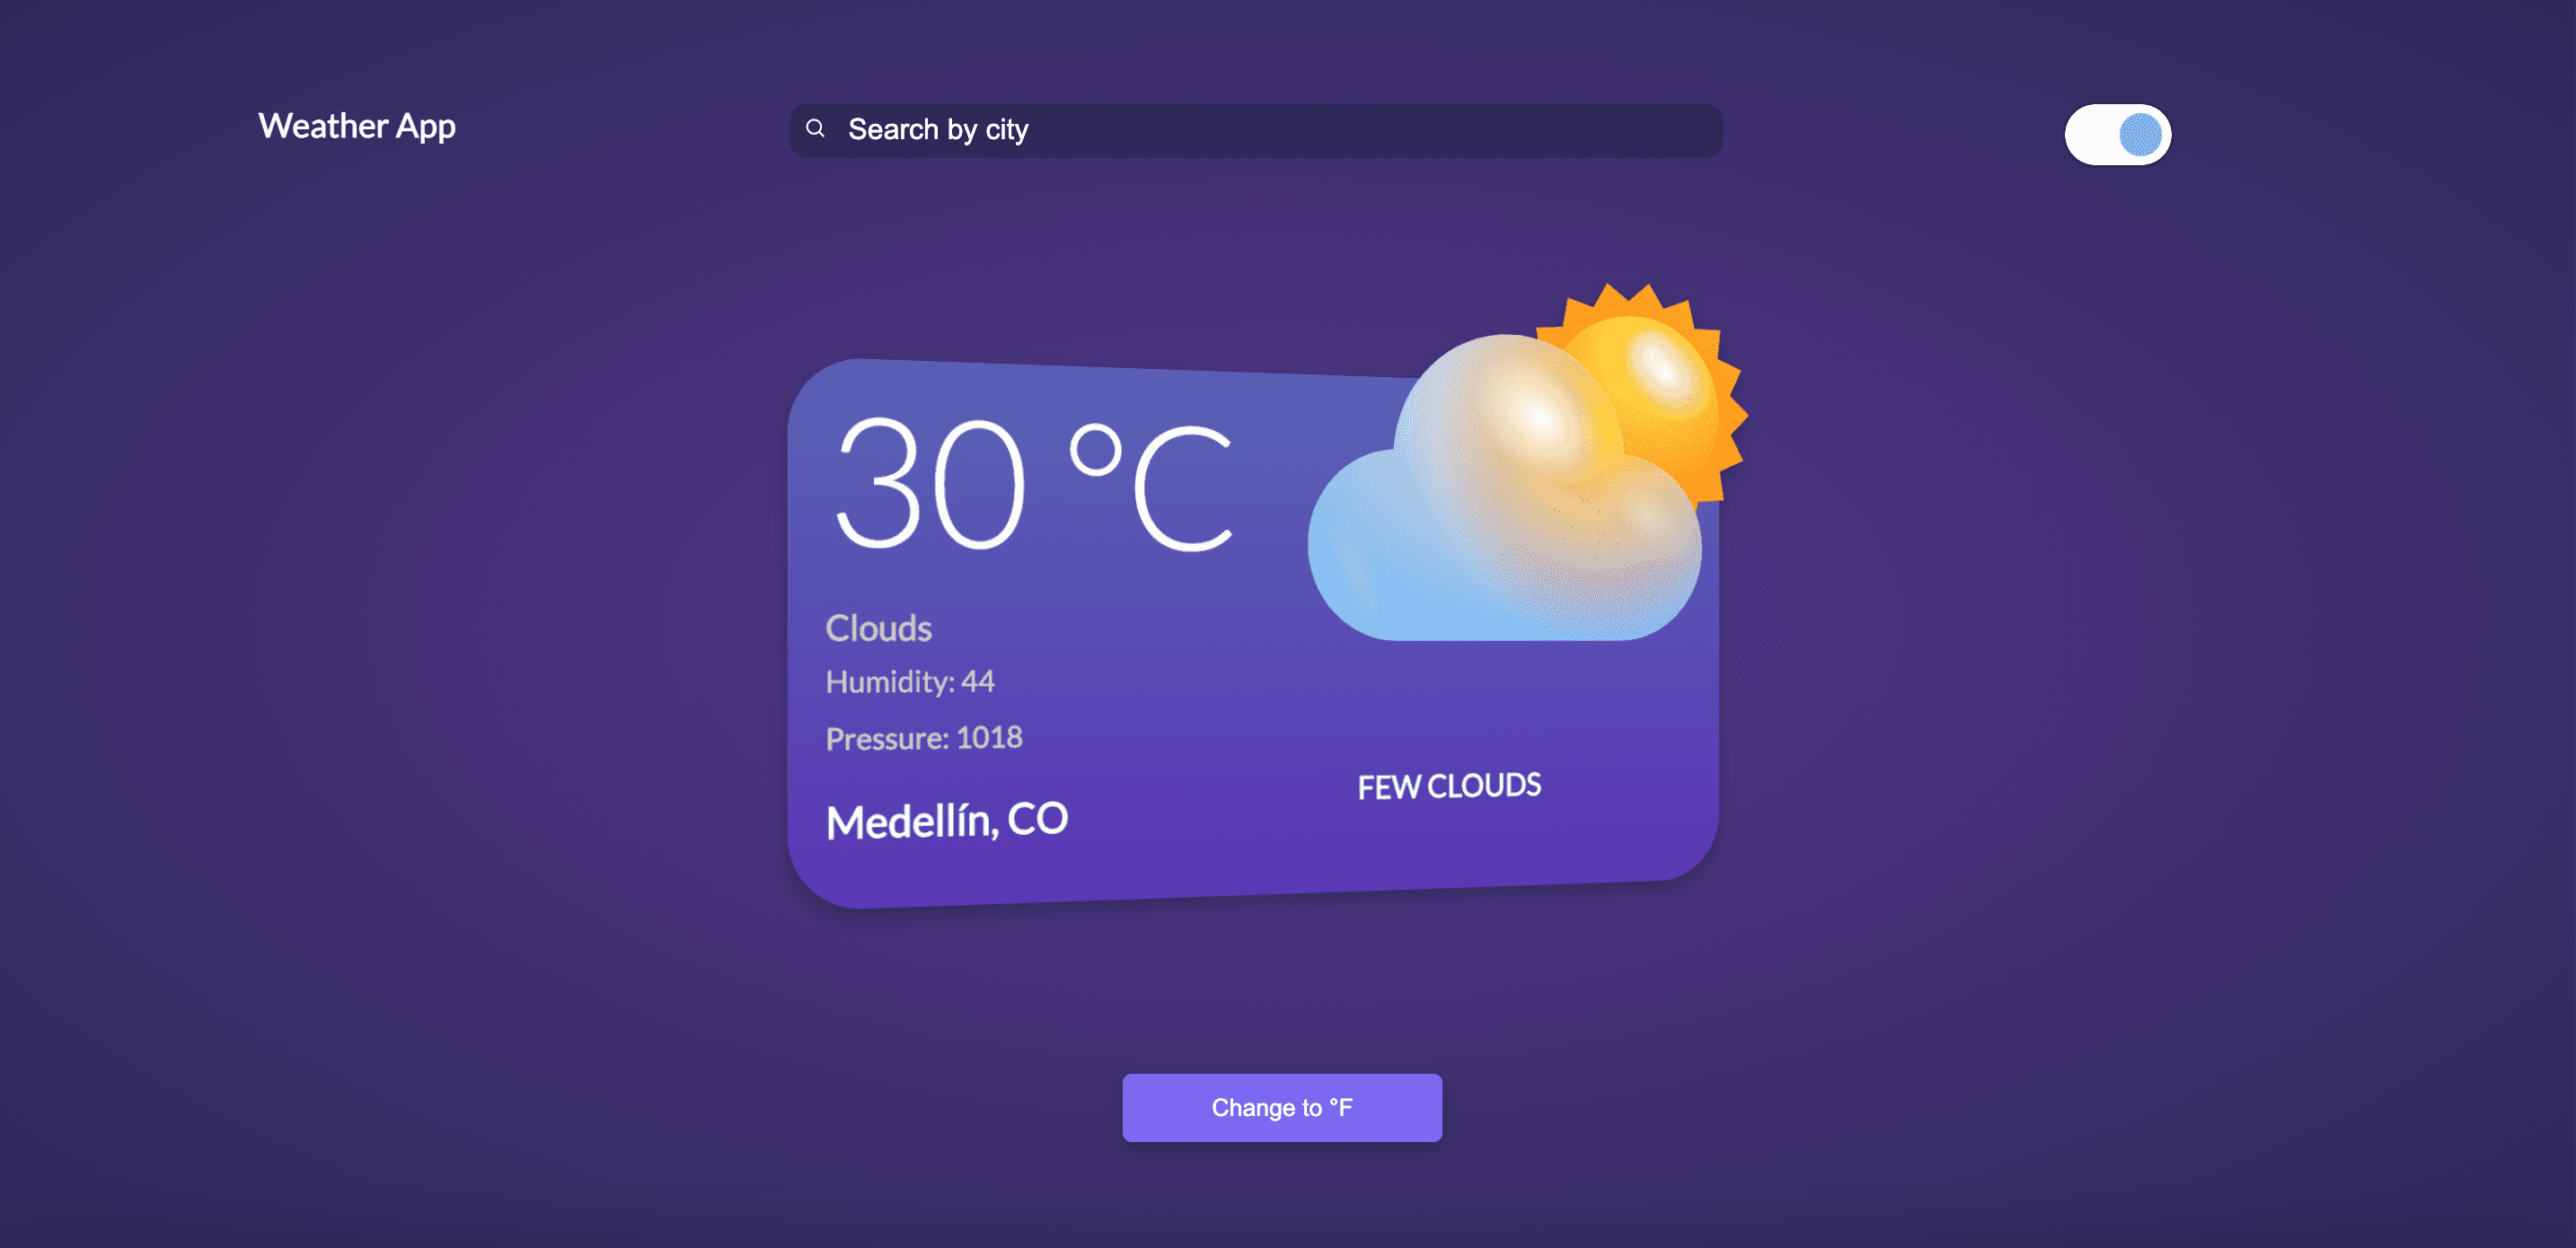 Weather App
Search by city
30 °C
Clouds
Humidity: 44
Pressure: 1018
FEW CLOUDS
Medellín, CO
Change to °F